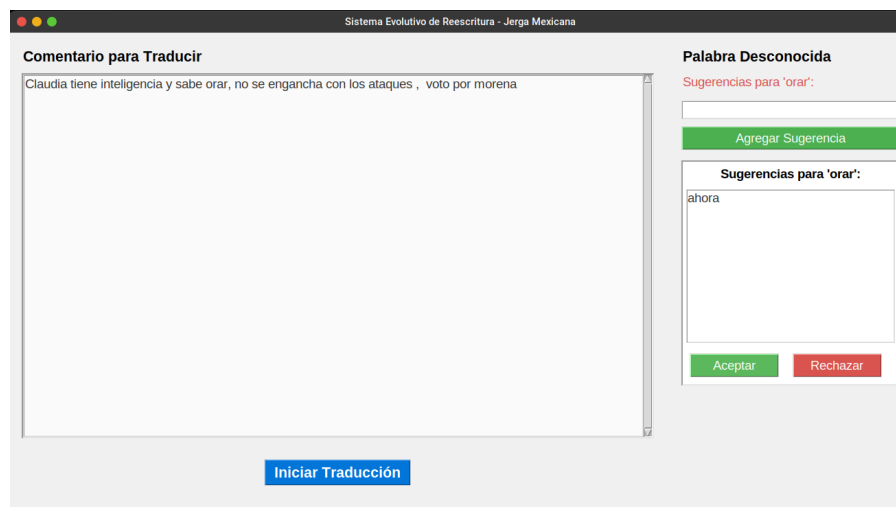 Sistema Evolutivo de Reescritura - Jerga Mexicana
Comentario para Traducir
Claudia tiene inteligencia y sabe orar, no se engancha con los ataques ,  voto por morena
Iniciar Traducción
Palabra Desconocida
Sugerencias para 'orar':
Agregar Sugerencia
Sugerencias para 'orar':
ahora
Aceptar Rechazar